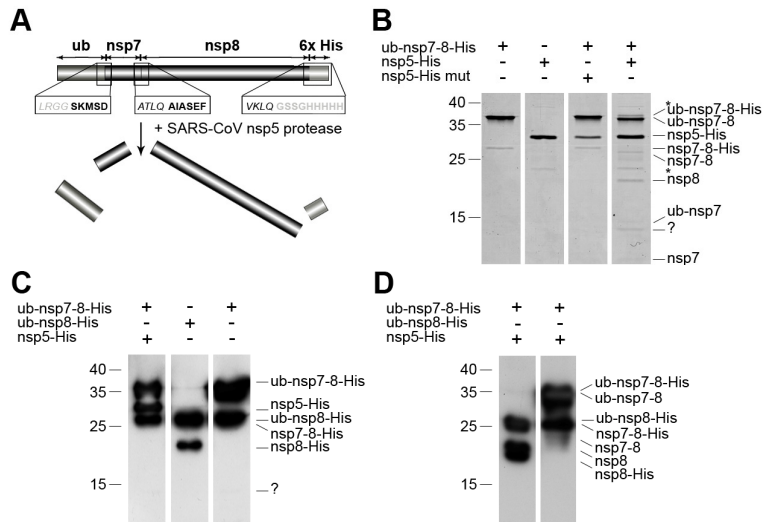 A
ub nsp7 nsp8 6x His
LRGG SKMSD ATLQ AIASEF VKLQ GSSGHHHHHH
+ SARS-CoV nsp5 protease
B
ub-nsp7-8-His + - + +
nsp5-His - + - +
nsp5-His mut - - + -
40
35
25
15
*
ub-nsp7-8-His
ub-nsp7-8
nsp5-His
nsp7-8-His
nsp7-8
*
nsp8
ub-nsp7
?
nsp7
C
ub-nsp7-8-His + - +
ub-nsp8-His - + -
nsp5-His + - -
40
35
25
15
ub-nsp7-8-His
nsp5-His
ub-nsp8-His
nsp7-8-His
nsp8-His
?
D
ub-nsp7-8-His + +
ub-nsp8-His - -
nsp5-His + +
40
35
25
15
ub-nsp7-8-His
ub-nsp7-8
ub-nsp8-His
nsp7-8-His
nsp7-8
nsp8
nsp8-His